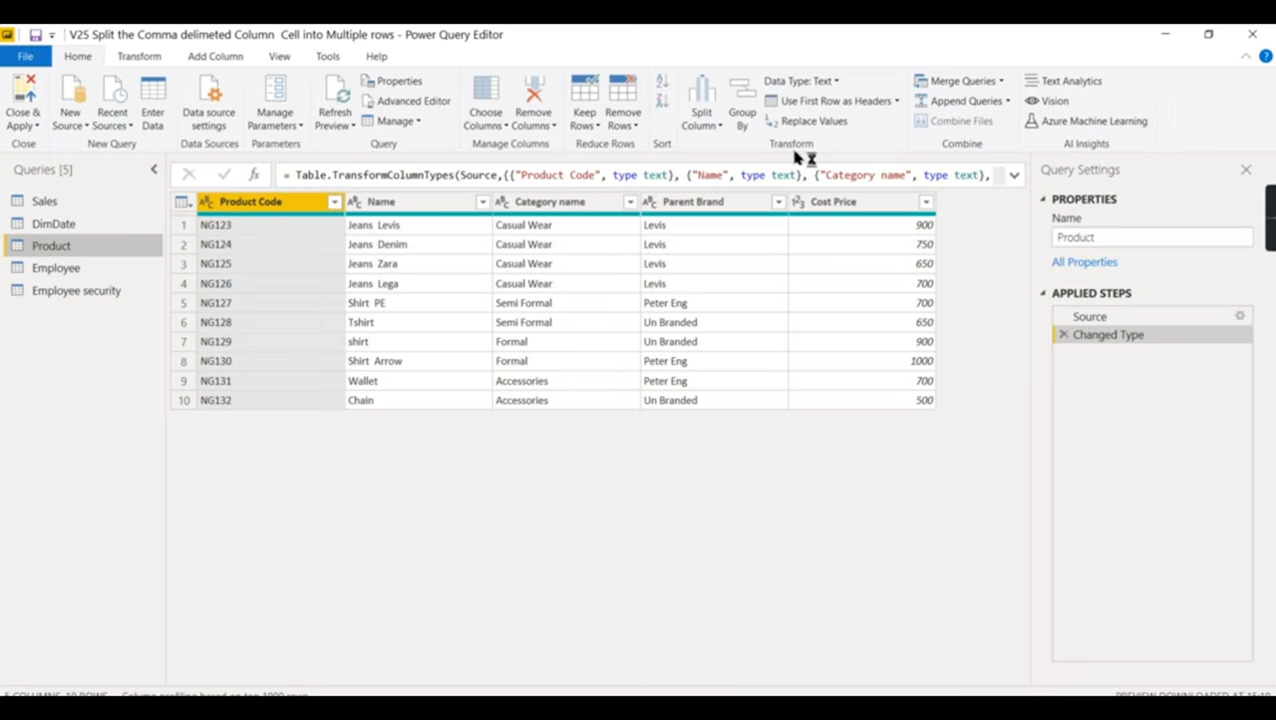 V25 Split the Comma delimeted Column Cell into Multiple rows - Power Query Editor
File Home Transform Add Column View Tools Help
Close & Apply
New Source
Recent Sources
Enter Data
Data source settings
Manage Parameters
Refresh Preview
Properties
Advanced Editor
Manage
Choose Columns
Remove Columns
Keep Rows
Remove Rows
Split Column
Group By
Data Type: Text
Use First Row as Headers
Replace Values
Merge Queries
Append Queries
Combine Files
Text Analytics
Vision
Azure Machine Learning
Close New Query Data Sources Parameters Query Manage Columns Reduce Rows Sort Transform Combine AI Insights
Queries [5]
Sales
DimDate
Product
Employee
Employee security
fx = Table.TransformColumnTypes(Source,{{"Product Code", type text}, {"Name", type text}, {"Category name", type text},
Product Code Name Category name Parent Brand Cost Price
1 NG123 Jeans Levis Casual Wear Levis 900
2 NG124 Jeans Denim Casual Wear Levis 750
3 NG125 Jeans Zara Casual Wear Levis 650
4 NG126 Jeans Lega Casual Wear Levis 700
5 NG127 Shirt PE Semi Formal Peter Eng 700
6 NG128 Tshirt Semi Formal Un Branded 650
7 NG129 shirt Formal Un Branded 900
8 NG130 Shirt Arrow Formal Peter Eng 1000
9 NG131 Wallet Accessories Peter Eng 700
10 NG132 Chain Accessories Un Branded 500
Query Settings
PROPERTIES
Name
Product
All Properties
APPLIED STEPS
Source
Changed Type